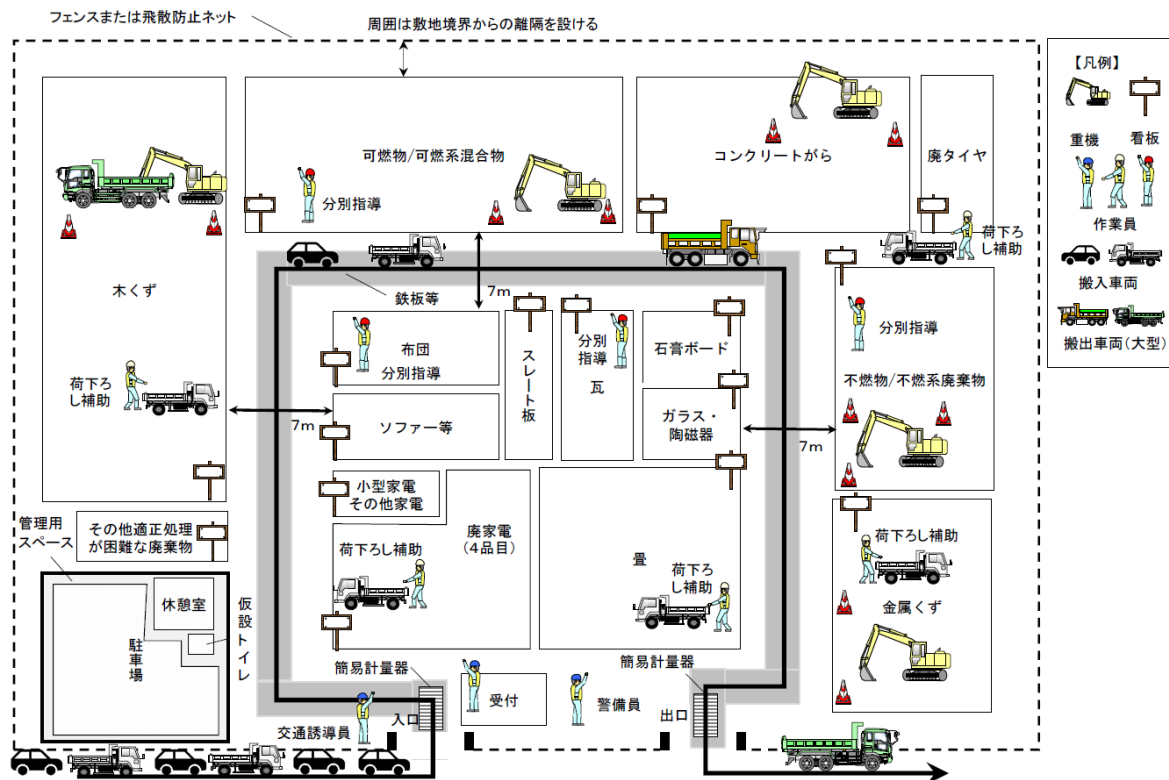 フェンスまたは飛散防止ネット
周囲は敷地境界からの離隔を設ける
【凡例】
重機
看板
作業員
搬入車両
搬出車両(大型)
可燃物/可燃系混合物
分別指導
コンクリートがら
廃タイヤ
荷下ろ
し補助
木くず
鉄板等
7m
布団
分別指導
スレート板
分別
指導
瓦
石膏ボード
分別指導
不燃物/不燃系廃棄物
荷下ろ
し補助
7m
ソファー等
ガラス・
陶磁器
7m
小型家電
その他家電
廃家電
(4品目)
荷下ろし補助
畳
荷下ろ
し補助
荷下ろし補助
金属くず
管理用
スペース
その他適正処理
が困難な廃棄物
休憩室
仮設トイレ
駐車場
簡易計量器
入口
受付
交通誘導員
警備員
簡易計量器
出口